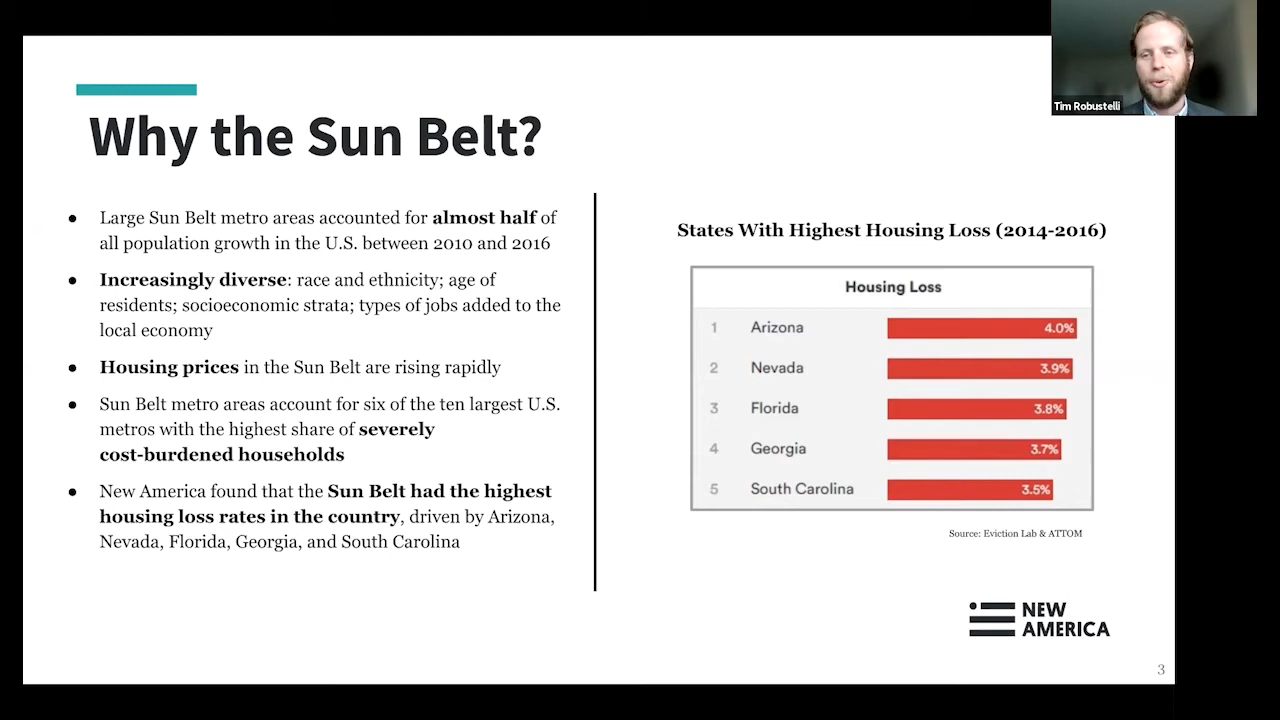 Tim Robustelli
Why the Sun Belt?
● Large Sun Belt metro areas accounted for almost half of
all population growth in the U.S. between 2010 and 2016
● Increasingly diverse: race and ethnicity; age of
residents; socioeconomic strata; types of jobs added to the
local economy
● Housing prices in the Sun Belt are rising rapidly
● Sun Belt metro areas account for six of the ten largest U.S.
metros with the highest share of severely
cost-burdened households
● New America found that the Sun Belt had the highest
housing loss rates in the country, driven by Arizona,
Nevada, Florida, Georgia, and South Carolina
States With Highest Housing Loss (2014-2016)
Housing Loss
1 Arizona 4.0%
2 Nevada 3.9%
3 Florida 3.8%
4 Georgia 3.7%
5 South Carolina 3.5%
Source: Eviction Lab & ATTOM
NEW
AMERICA
3